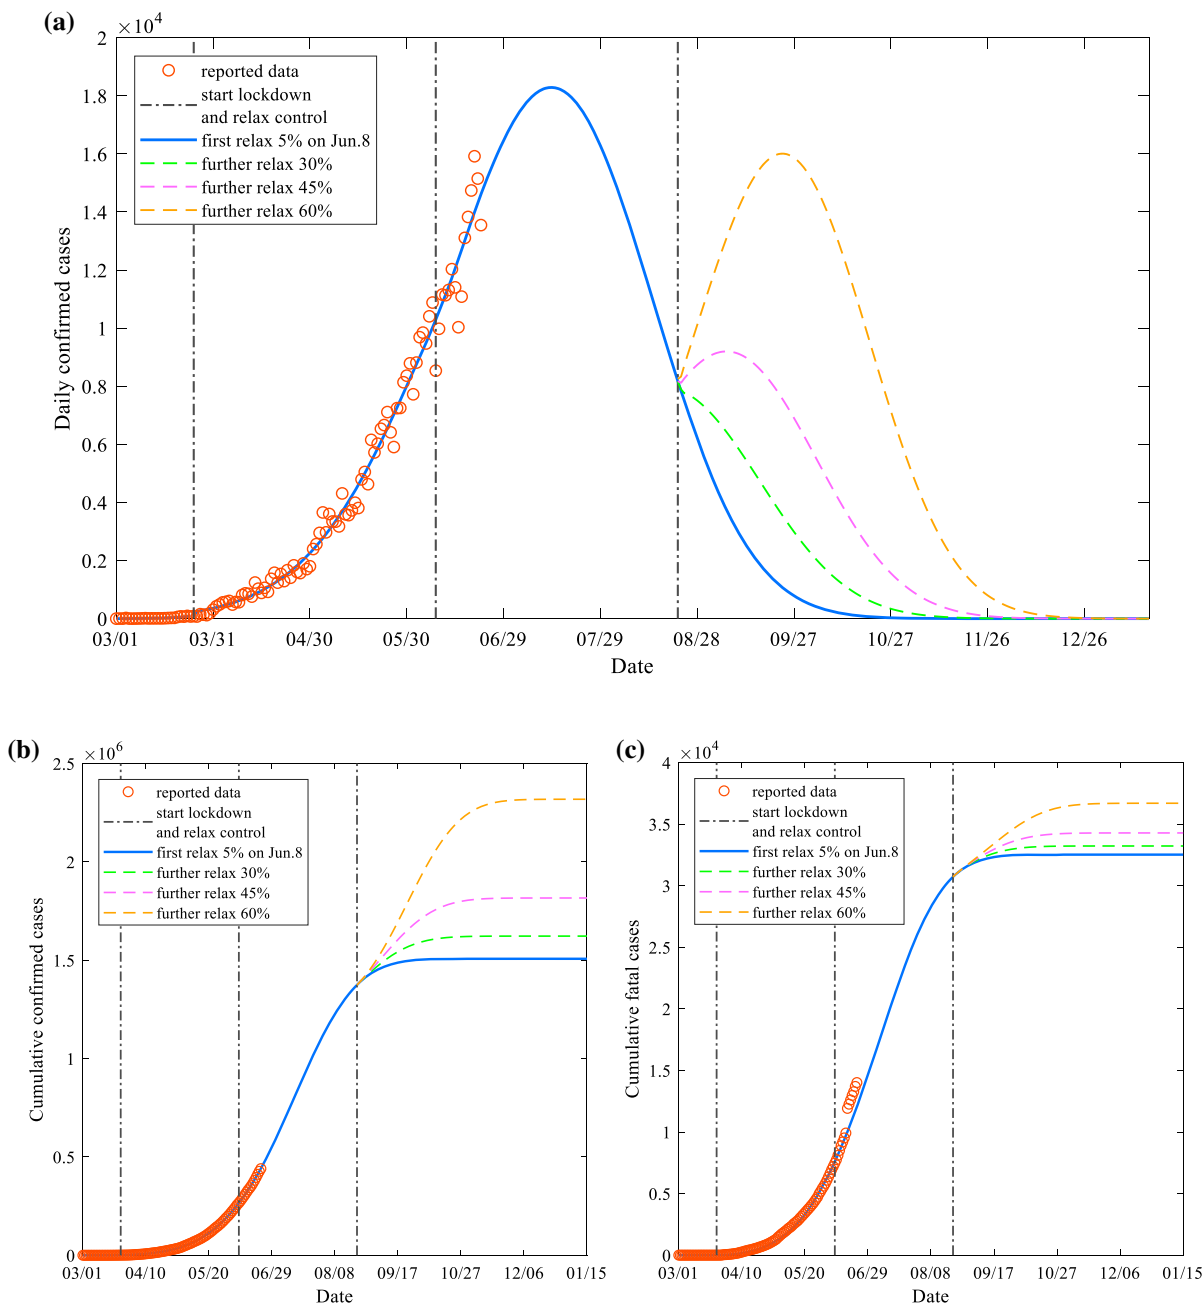 (a)
×10⁴
2
1.8
1.6
1.4
1.2
1
0.8
0.6
0.4
0.2
0
Daily confirmed cases
reported data
start lockdown
and relax control
first relax 5% on Jun.8
further relax 30%
further relax 45%
further relax 60%
03/01 03/31 04/30 05/30 06/29 07/29 08/28 09/27 10/27 11/26 12/26
Date
(b)
×10⁶
2.5
2
1.5
1
0.5
0
Cumulative confirmed cases
reported data
start lockdown
and relax control
first relax 5% on Jun.8
further relax 30%
further relax 45%
further relax 60%
03/01 04/10 05/20 06/29 08/08 09/17 10/27 12/06 01/15
Date
(c)
×10⁴
4
3.5
3
2.5
2
1.5
1
0.5
0
Cumulative fatal cases
reported data
start lockdown
and relax control
first relax 5% on Jun.8
further relax 30%
further relax 45%
further relax 60%
03/01 04/10 05/20 06/29 08/08 09/17 10/27 12/06 01/15
Date